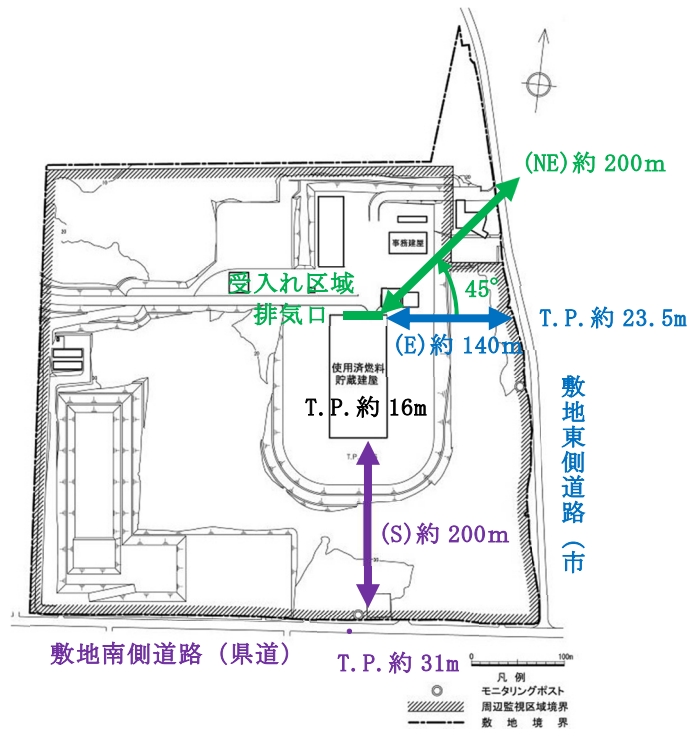 (NE)約 200m
事務建屋
受入れ区域
排気口
45°
(E)約 140m
T.P.約 23.5m
使用済燃料
貯蔵建屋
T.P.約 16m
T.P.
敷地東側道路（市
(S)約 200m
敷地南側道路（県道）
T.P.約 31m
0 100m
凡例
モニタリングポスト
周辺監視区域境界
敷地境界